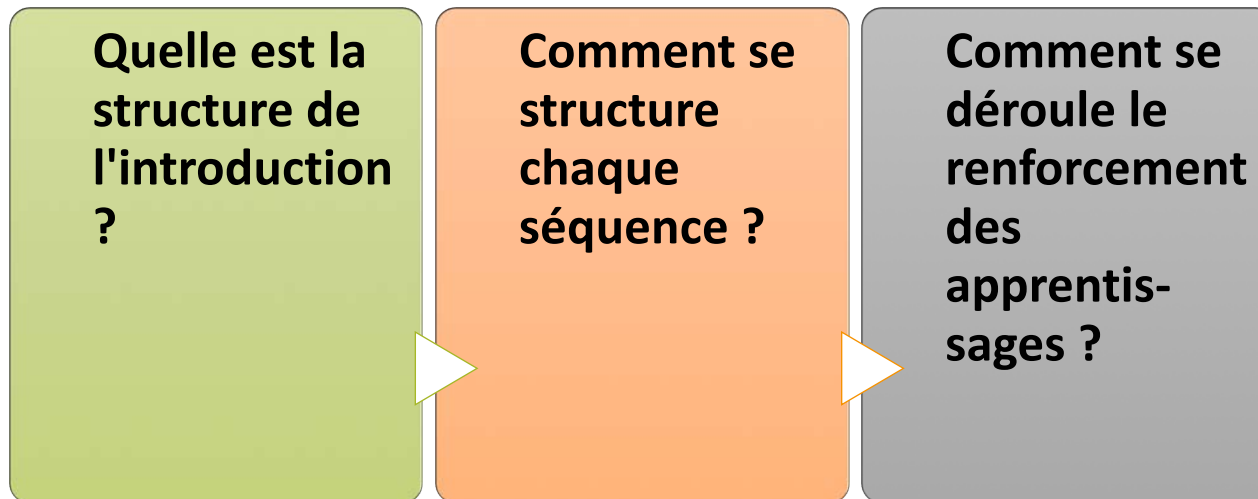 Quelle est la
structure de
l'introduction
?
Comment se
structure
chaque
séquence ?
Comment se
déroule le
renforcement
des
apprentis-
sages ?